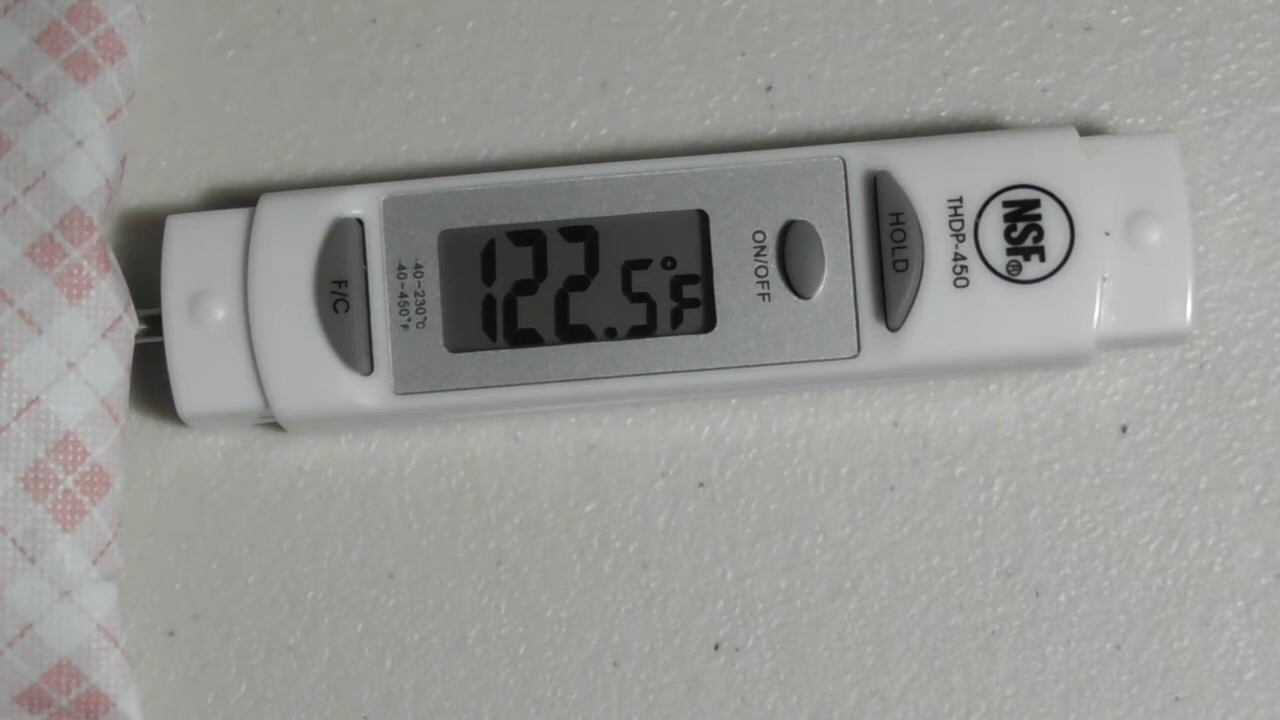 NSF®
THDP-450
HOLD
ON/OFF
122.5°
-40~230°C
-40~450°F
F/C